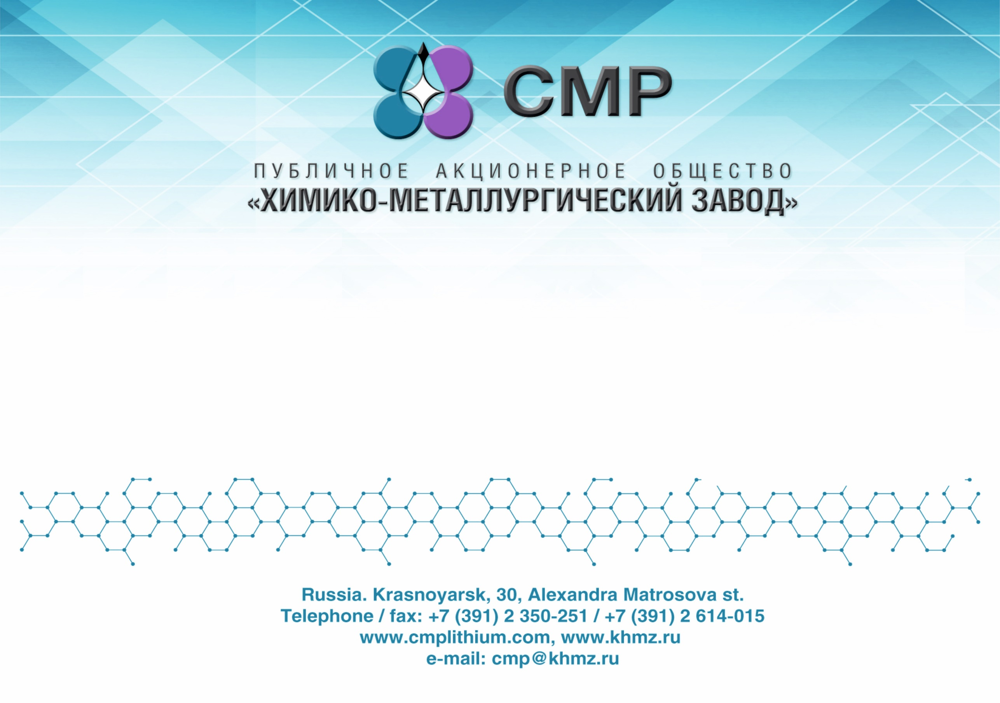 CMP
ПУБЛИЧНОЕ АКЦИОНЕРНОЕ ОБЩЕСТВО
«ХИМИКО-МЕТАЛЛУРГИЧЕСКИЙ ЗАВОД»
Russia. Krasnoyarsk, 30, Alexandra Matrosova st.
Telephone / fax: +7 (391) 2 350-251 / +7 (391) 2 614-015
www.cmplithium.com, www.khmz.ru
e-mail: cmp@khmz.ru